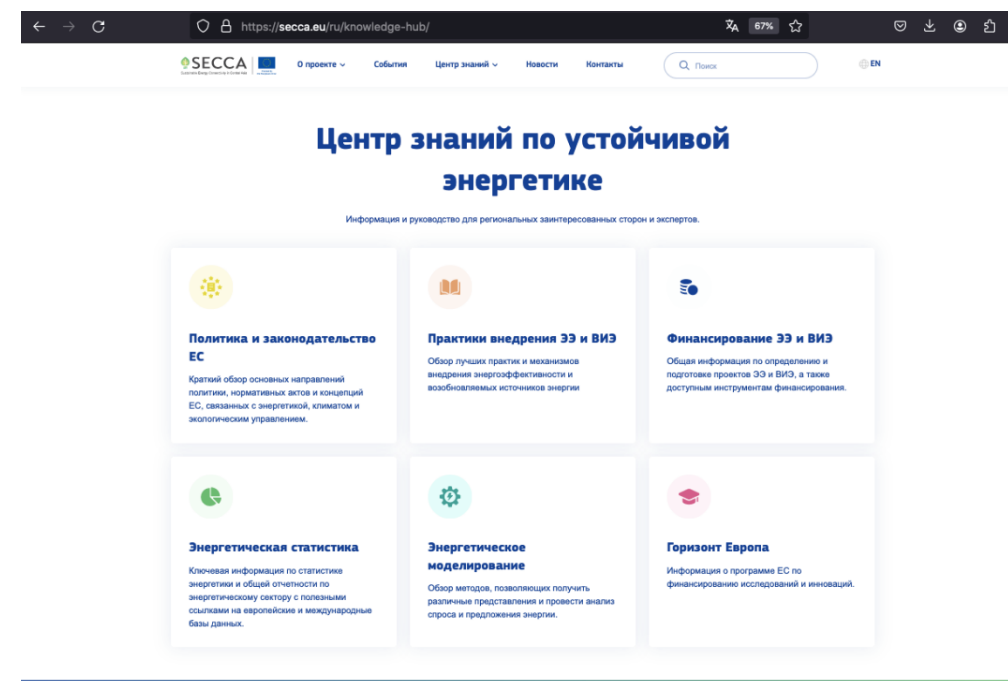 https://secca.eu/ru/knowledge-hub/
67%
SECCA
О проекте
События
Центр знаний
Новости
Контакты
Поиск
EN
Центр знаний по устойчивой
энергетике
Информация и руководство для региональных заинтересованных сторон и экспертов.
Политика и законодательство
ЕС
Краткий обзор основных направлений
политики, нормативных актов и концепций
ЕС, связанных с энергетикой, климатом и
экологическим управлением.
Практики внедрения ЭЭ и ВИЭ
Обзор лучших практик и механизмов
внедрения энергоэффективности и
возобновляемых источников энергии
Финансирование ЭЭ и ВИЭ
Общая информация по определению и
подготовке проектов ЭЭ и ВИЭ, а также
доступным инструментам финансирования.
Энергетическая статистика
Ключевая информация по статистике
энергетики и общей отчетности по
энергетическому сектору с полезными
ссылками на европейские и международные
базы данных.
Энергетическое
моделирование
Обзор методов, позволяющих получить
различные представления и провести анализ
спроса и предложения энергии.
Горизонт Европа
Информация о программе ЕС по
финансированию исследований и инноваций.